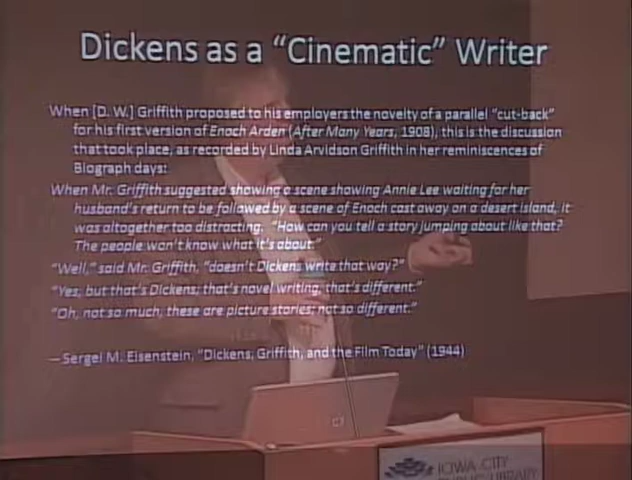 Dickens as a “Cinematic” Writer
When [D. W.] Griffith proposed to his employers the novelty of a parallel “cut-back”
for his first version of Enoch Arden (After Many Years, 1908), this is the discussion
that took place, as recorded by Linda Arvidson Griffith in her reminiscences of
Biograph days:
When Mr. Griffith suggested showing a scene showing Annie Lee waiting for her
husband's return to be followed by a scene of Enoch cast away on a desert island, it
was altogether too distracting. “How can you tell a story jumping about like that?
The people won't know what it's about.”
“Well,” said Mr. Griffith, “doesn't Dickens write that way?”
“Yes, but that's Dickens; that's novel writing; that's different.”
“Oh, not so much, these are picture stories; not so different.”
—Sergei M. Eisenstein, “Dickens, Griffith, and the Film Today” (1944)
hp
IOWA CITY
PUBLIC LIBRARY